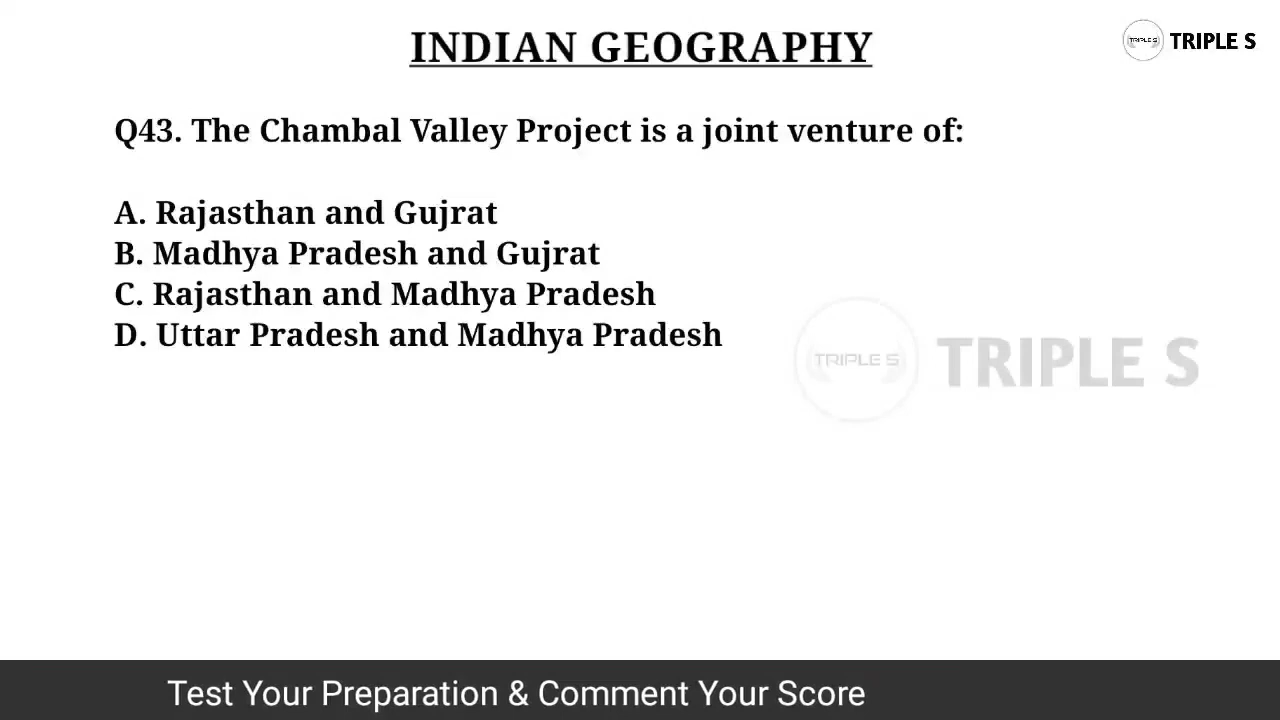 INDIAN GEOGRAPHY
TRIPLE S
TRIPLE S
Q43. The Chambal Valley Project is a joint venture of:
A. Rajasthan and Gujrat
B. Madhya Pradesh and Gujrat
C. Rajasthan and Madhya Pradesh
D. Uttar Pradesh and Madhya Pradesh
TRIPLE S
TRIPLE S
Test Your Preparation & Comment Your Score